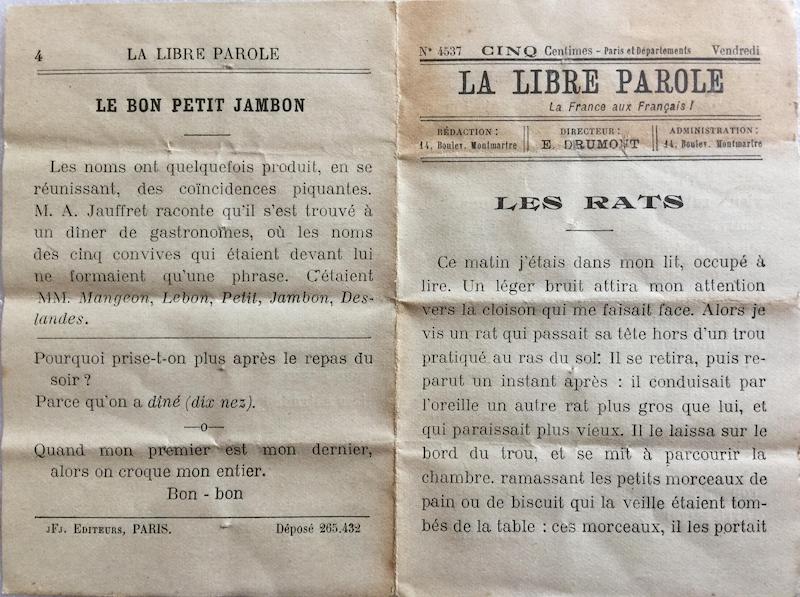 4 LA LIBRE PAROLE
LE BON PETIT JAMBON
Les noms ont quelquefois produit, en se
réunissant, des coïncidences piquantes.
M. A. Jauffret raconte qu'il s'est trouvé à
un dîner de gastronomes, où les noms
des cinq convives qui étaient devant lui
ne formaient qu'une phrase. C'étaient
MM. Mangeon, Lebon, Petit, Jambon, Des-
landes.
Pourquoi prise-t-on plus après le repas du
soir ?
Parce qu'on a dîné (dix nez).
—o—
Quand mon premier est mon dernier,
alors on croque mon entier.
Bon - bon
JFJ. EDITEURS, PARIS. Déposé 265.432
N° 4537 CINQ Centimes - Paris et Départements Vendredi
LA LIBRE PAROLE
La France aux Français !
RÉDACTION :
14, Boulev. Montmartre
DIRECTEUR :
E. DRUMONT
ADMINISTRATION :
14, Boulev. Montmartre
LES RATS
Ce matin j'étais dans mon lit, occupé à
lire. Un léger bruit attira mon attention
vers la cloison qui me faisait face. Alors je
vis un rat qui passait sa tête hors d'un trou
pratiqué au ras du sol: Il se retira, puis re-
parut un instant après : il conduisait par
l'oreille un autre rat plus gros que lui, et
qui paraissait plus vieux. Il le laissa sur le
bord du trou, et se mît à parcourir la
chambre. ramassant les petits morceaux de
pain ou de biscuit qui la veille étaient tom-
bés de la table : ces morceaux, il les portait